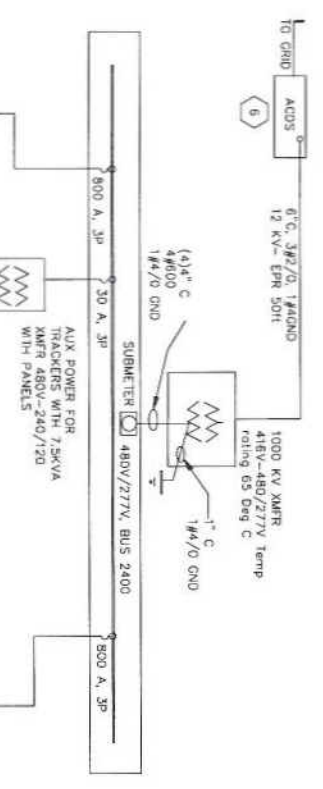 TO GRID
ACDS
6
6"C, 3#2/0, 1#4GND
12 KV- EPR 50ft
1000 KV XMFR
416V-480/277V Temp
rating 65 Deg C
(4)4" C
4#600
1#4/0 GND
1" C
1#4/0 GND
SUBMETER
480V/277V, BUS 2400
800 A, 3P
30 A, 3P
800 A, 3P
AUX POWER FOR
TRACKERS WITH 7.5KVA
XMFR 480V-240/120
WITH PANELS